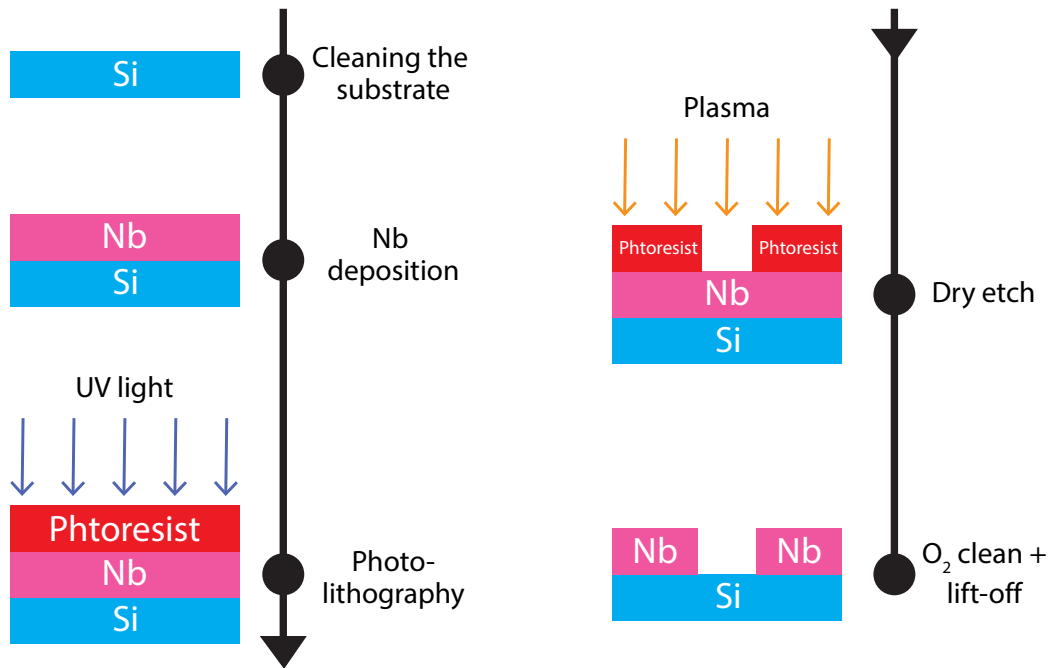 Si
Cleaning the
substrate
Nb
Si
Nb
deposition
UV light
Phtoresist
Nb
Si
Photo-
lithography
Plasma
Phtoresist Phtoresist
Nb
Si
Dry etch
Nb Nb
Si
O₂ clean +
lift-off